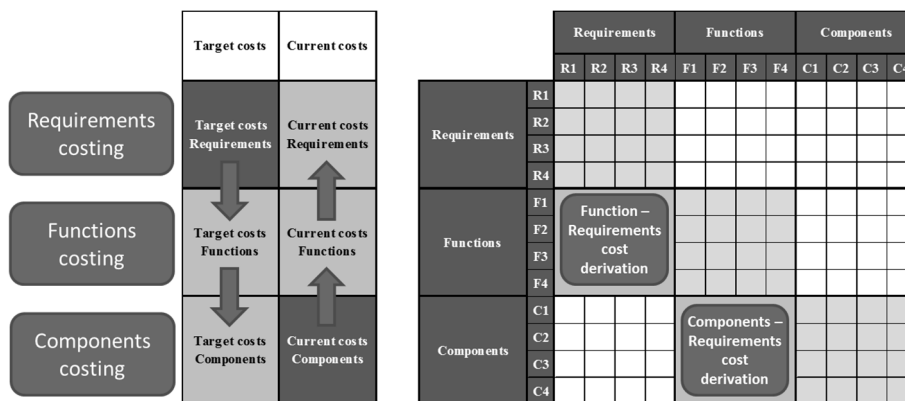 Target costs
Current costs
Requirements
costing
Target costs
Requirements
Current costs
Requirements
Functions
costing
Target costs
Functions
Current costs
Functions
Components
costing
Target costs
Components
Current costs
Components
Requirements Functions Components
R1 R2 R3 R4 F1 F2 F3 F4 C1 C2 C3 C4
Requirements
R1
R2
R3
R4
Functions
F1
F2
F3
F4
Function –
Requirements
cost
derivation
Components
C1
C2
C3
C4
Components –
Requirements
cost
derivation